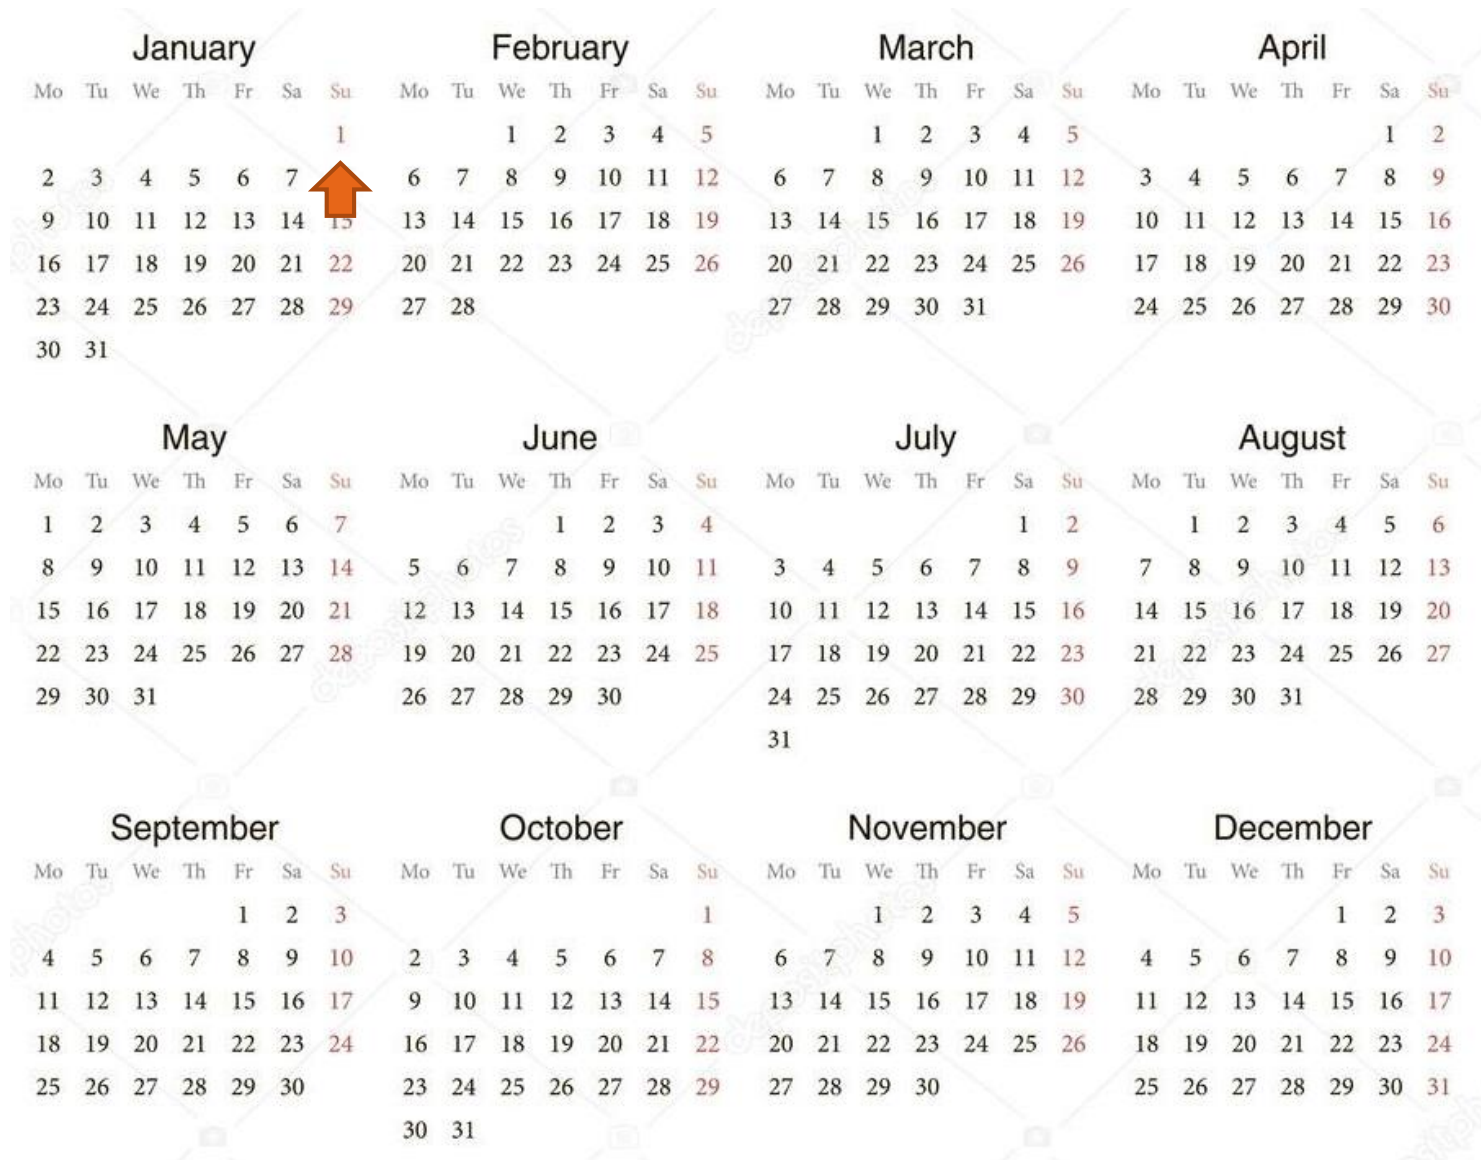 January
Mo Tu We Th Fr Sa Su
1
2 3 4 5 6 7
9 10 11 12 13 14 15
16 17 18 19 20 21 22
23 24 25 26 27 28 29
30 31
February
Mo Tu We Th Fr Sa Su
1 2 3 4 5
6 7 8 9 10 11 12
13 14 15 16 17 18 19
20 21 22 23 24 25 26
27 28
March
Mo Tu We Th Fr Sa Su
1 2 3 4 5
6 7 8 9 10 11 12
13 14 15 16 17 18 19
20 21 22 23 24 25 26
27 28 29 30 31
April
Mo Tu We Th Fr Sa Su
1 2
3 4 5 6 7 8 9
10 11 12 13 14 15 16
17 18 19 20 21 22 23
24 25 26 27 28 29 30
May
Mo Tu We Th Fr Sa Su
1 2 3 4 5 6 7
8 9 10 11 12 13 14
15 16 17 18 19 20 21
22 23 24 25 26 27 28
29 30 31
June
Mo Tu We Th Fr Sa Su
1 2 3 4
5 6 7 8 9 10 11
12 13 14 15 16 17 18
19 20 21 22 23 24 25
26 27 28 29 30
July
Mo Tu We Th Fr Sa Su
1 2
3 4 5 6 7 8 9
10 11 12 13 14 15 16
17 18 19 20 21 22 23
24 25 26 27 28 29 30
31
August
Mo Tu We Th Fr Sa Su
1 2 3 4 5 6
7 8 9 10 11 12 13
14 15 16 17 18 19 20
21 22 23 24 25 26 27
28 29 30 31
September
Mo Tu We Th Fr Sa Su
1 2 3
4 5 6 7 8 9 10
11 12 13 14 15 16 17
18 19 20 21 22 23 24
25 26 27 28 29 30
October
Mo Tu We Th Fr Sa Su
1
2 3 4 5 6 7 8
9 10 11 12 13 14 15
16 17 18 19 20 21 22
23 24 25 26 27 28 29
30 31
November
Mo Tu We Th Fr Sa Su
1 2 3 4 5
6 7 8 9 10 11 12
13 14 15 16 17 18 19
20 21 22 23 24 25 26
27 28 29 30
December
Mo Tu We Th Fr Sa Su
1 2 3
4 5 6 7 8 9 10
11 12 13 14 15 16 17
18 19 20 21 22 23 24
25 26 27 28 29 30 31